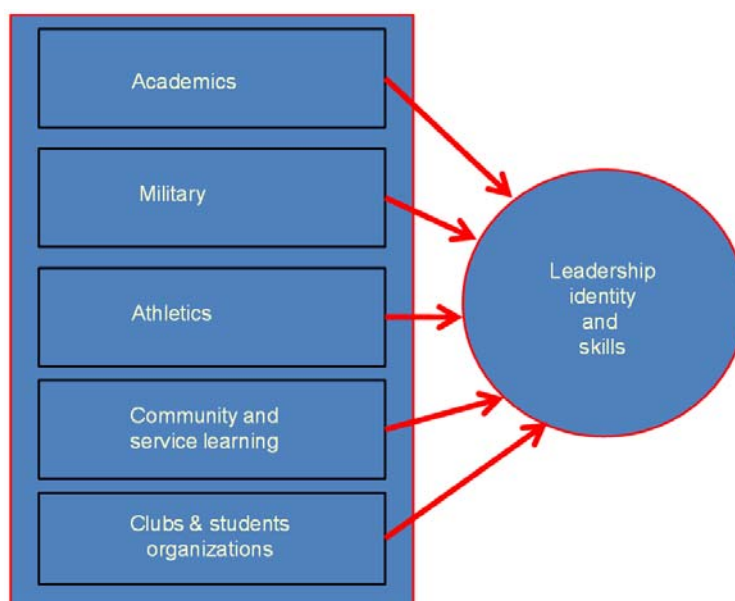 Academics
Military
Athletics
Community and
service learning
Clubs & students
organizations
Leadership
identity
and
skills